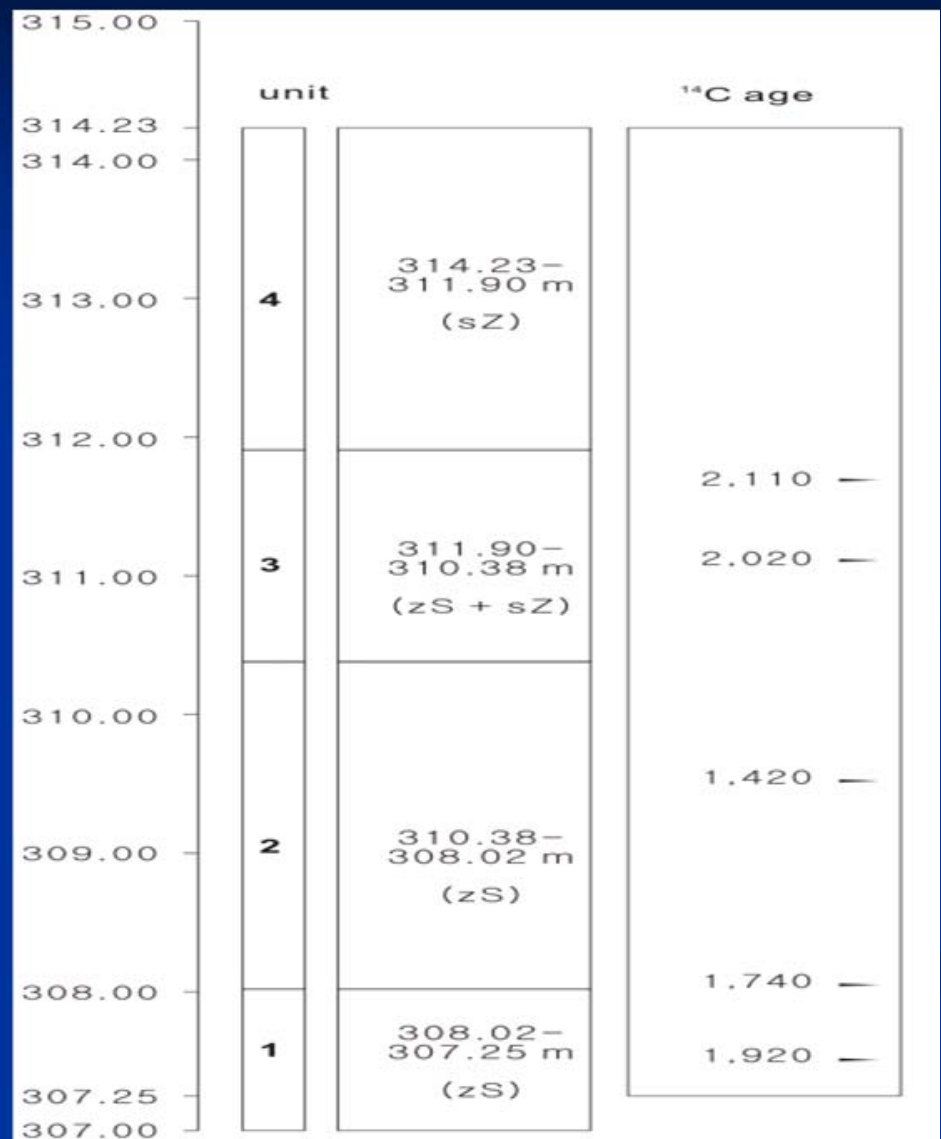 315.00
unit
¹⁴C age
314.23
314.00
314.23–
311.90 m
313.00
4
(sZ)
312.00
2.110
311.90–
3
310.38 m
2.020
311.00
(zS + sZ)
310.00
1.420
310.38–
309.00
2
308.02 m
(zS)
308.00
1.740
308.02–
1
307.25 m
1.920
(zS)
307.25
307.00